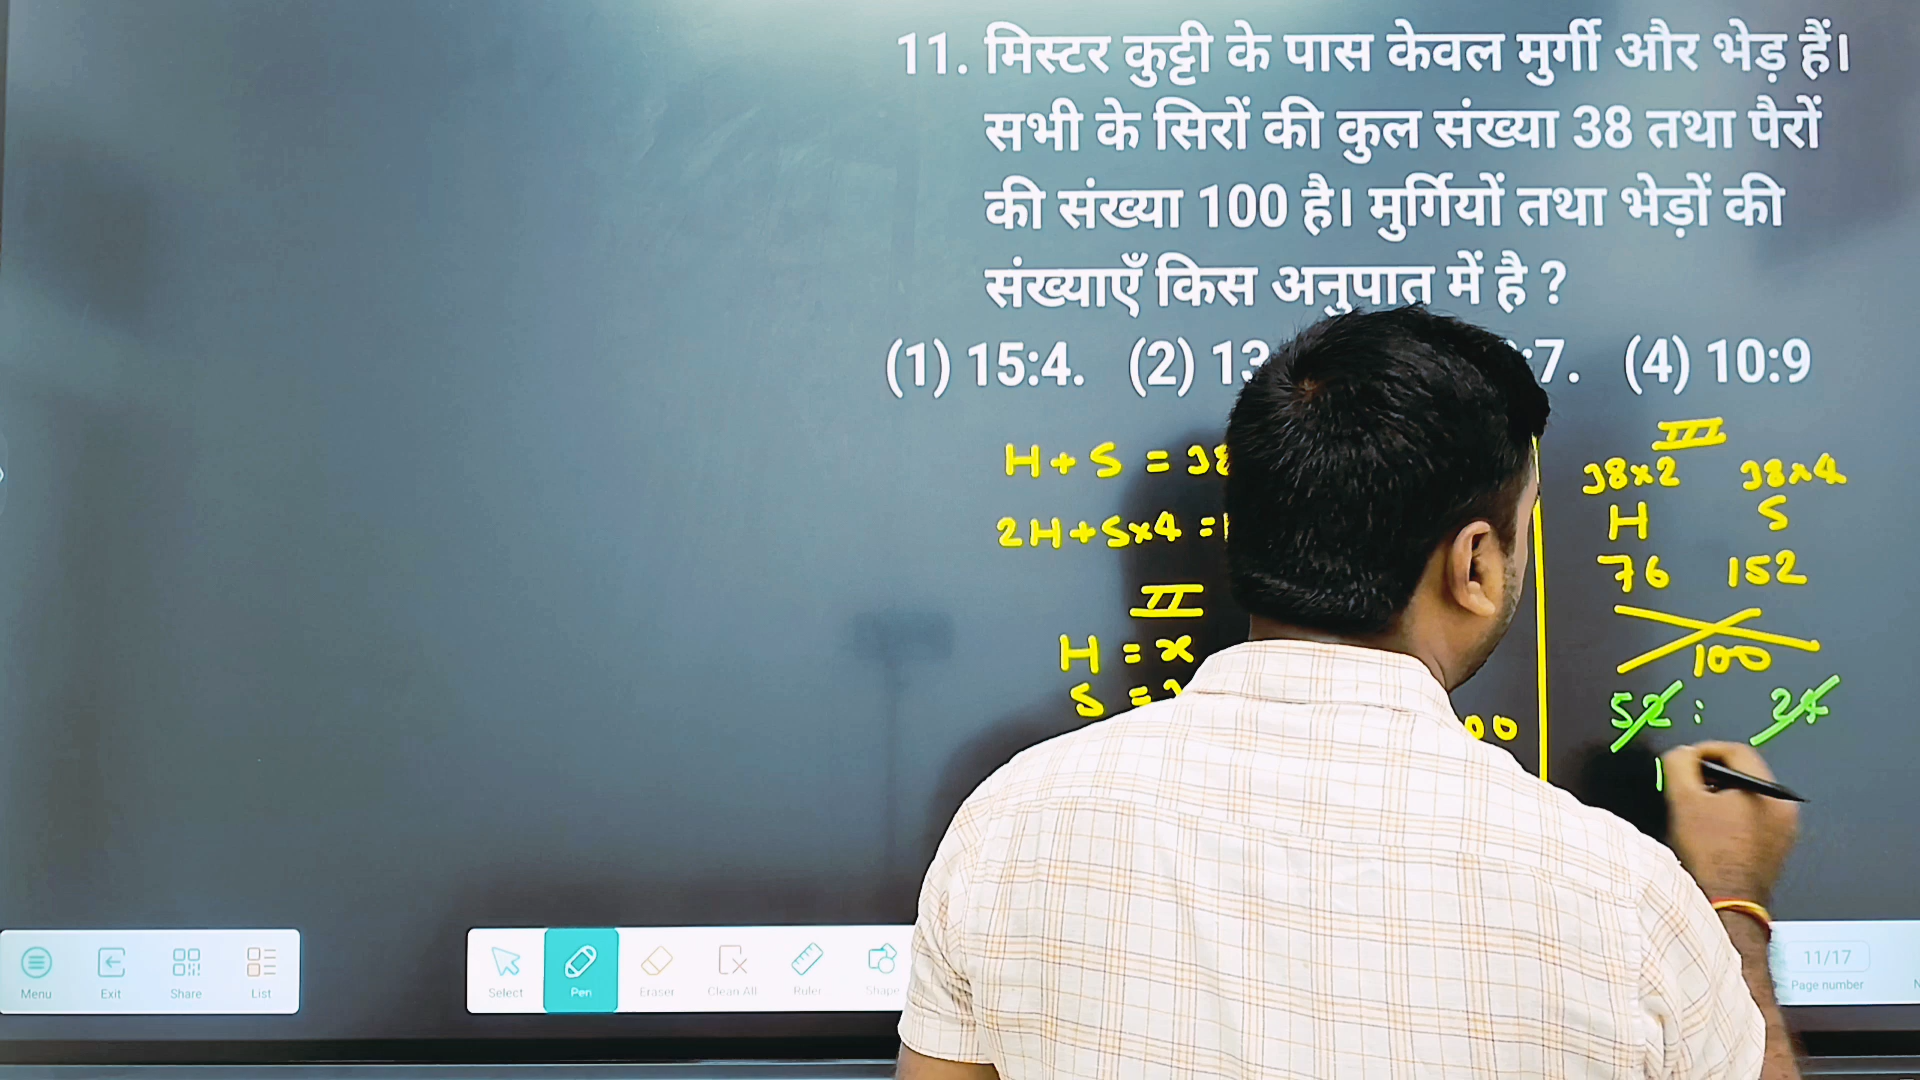 11. मिस्टर कुट्टी के पास केवल मुर्गी और भेड़ हैं।
सभी के सिरों की कुल संख्या 38 तथा पैरों
की संख्या 100 है। मुर्गियों तथा भेड़ों की
संख्याएँ किस अनुपात में है ?
(1) 15:4. (2) 13 :7. (4) 10:9
H + S = 38
2H + S×4 =
II
H = x
S =
00
III
38×2 38×4
H S
76 152
100
52 : 24
1
Menu Exit Share List
Select Pen Eraser Clean All Ruler Shape
11/17
Page number